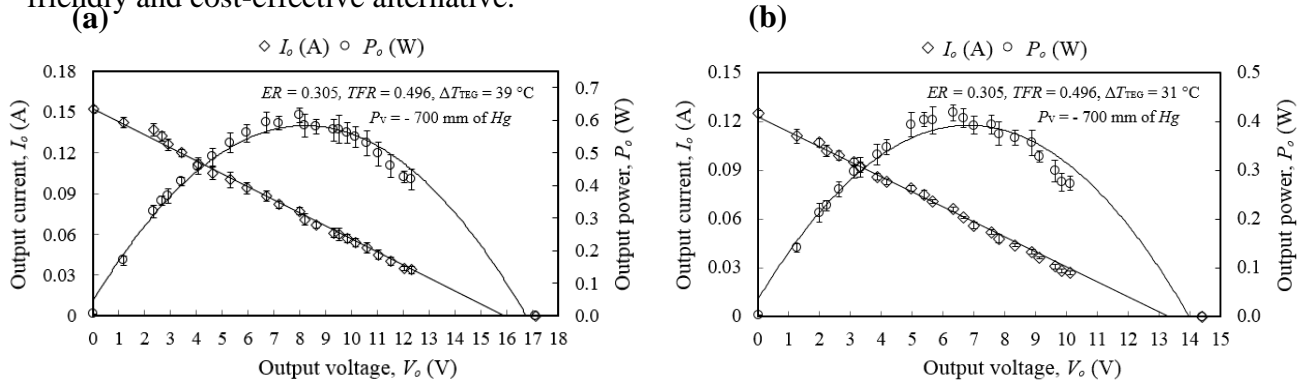 friendly and cost-effective alternative.
(a)
◇ Iₒ (A) ○ Pₒ (W)
ER = 0.305, TFR = 0.496, ΔT_TEG = 39 °C
P_V = - 700 mm of Hg
Output current, Iₒ (A)
0.18
0.15
0.12
0.09
0.06
0.03
0
Output power, Pₒ (W)
0.7
0.6
0.5
0.4
0.3
0.2
0.1
0.0
0 1 2 3 4 5 6 7 8 9 10 11 12 13 14 15 16 17 18
Output voltage, Vₒ (V)
(b)
◇ Iₒ (A) ○ Pₒ (W)
ER = 0.305, TFR = 0.496, ΔT_TEG = 31 °C
P_V = - 700 mm of Hg
Output current, Iₒ (A)
0.15
0.12
0.09
0.06
0.03
0
Output power, Pₒ (W)
0.5
0.4
0.3
0.2
0.1
0.0
0 1 2 3 4 5 6 7 8 9 10 11 12 13 14 15
Output voltage, Vₒ (V)